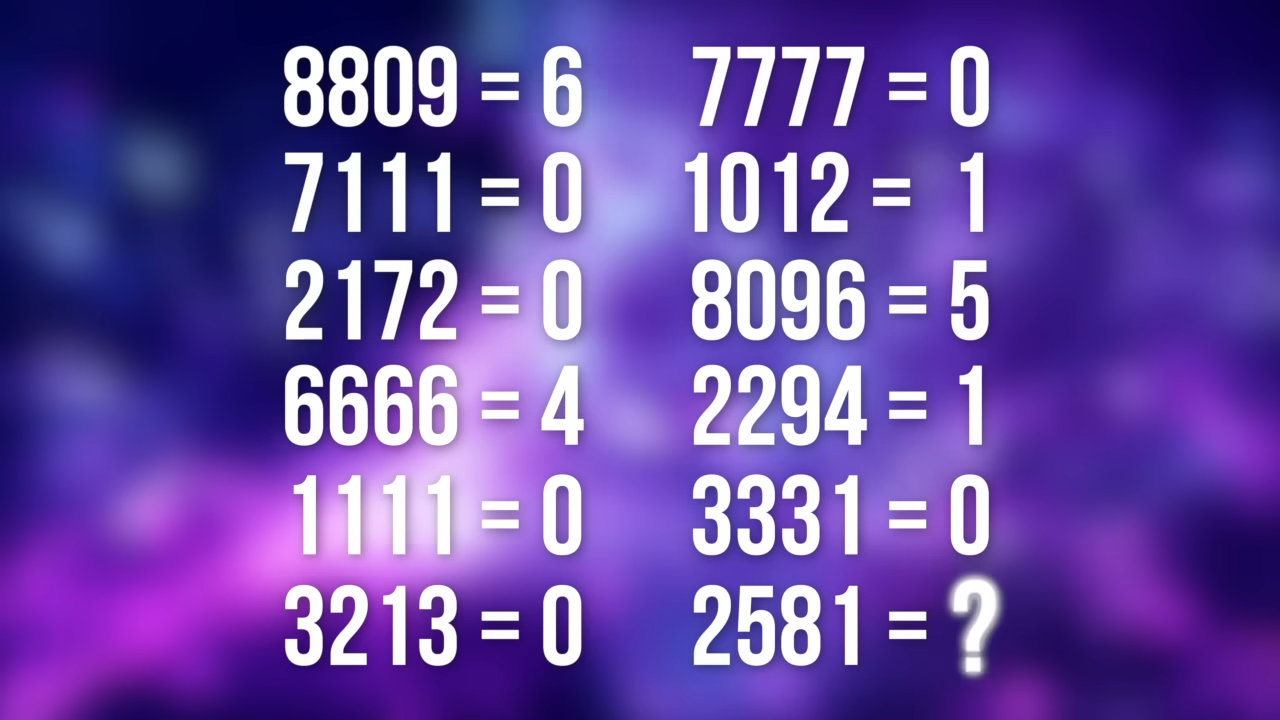 8809 = 6
7111 = 0
2172 = 0
6666 = 4
1111 = 0
3213 = 0
7777 = 0
1012 = 1
8096 = 5
2294 = 1
3331 = 0
2581 = ?